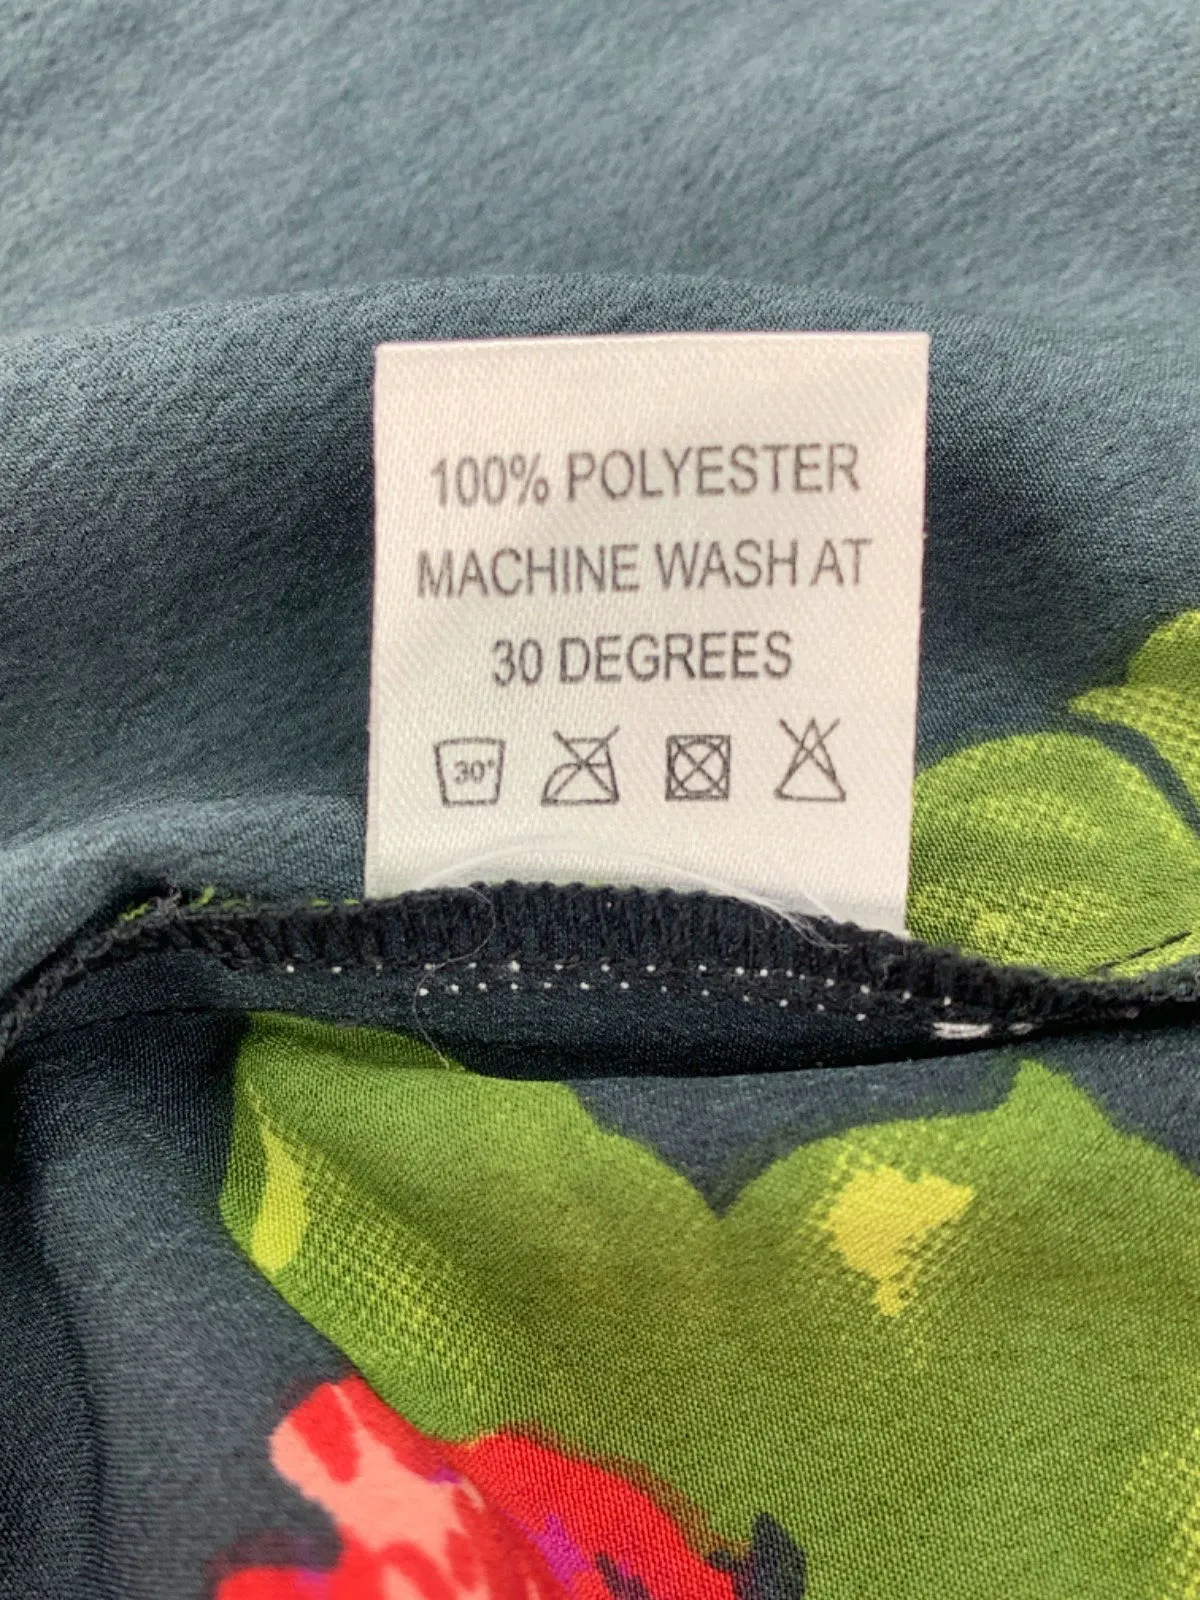 100% POLYESTER
MACHINE WASH AT
30 DEGREES
30°